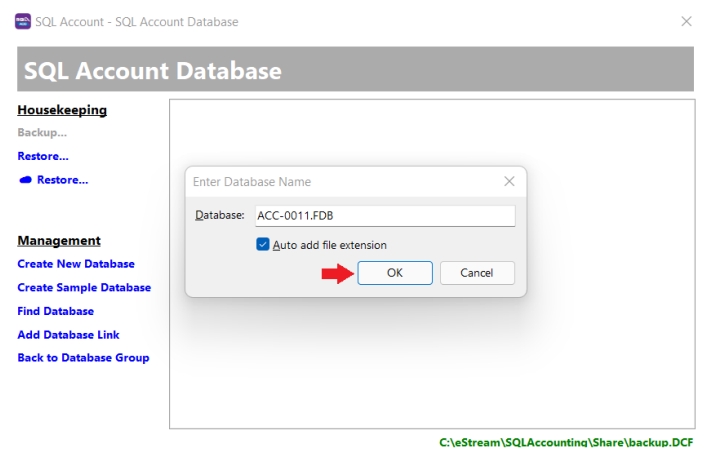 SQL Account - SQL Account Database
SQL Account Database
Housekeeping
Backup...
Restore...
Restore...
Management
Create New Database
Create Sample Database
Find Database
Add Database Link
Back to Database Group
Enter Database Name
Database: ACC-0011.FDB
Auto add file extension
OK Cancel
C:\eStream\SQLAccounting\Share\backup.DCF